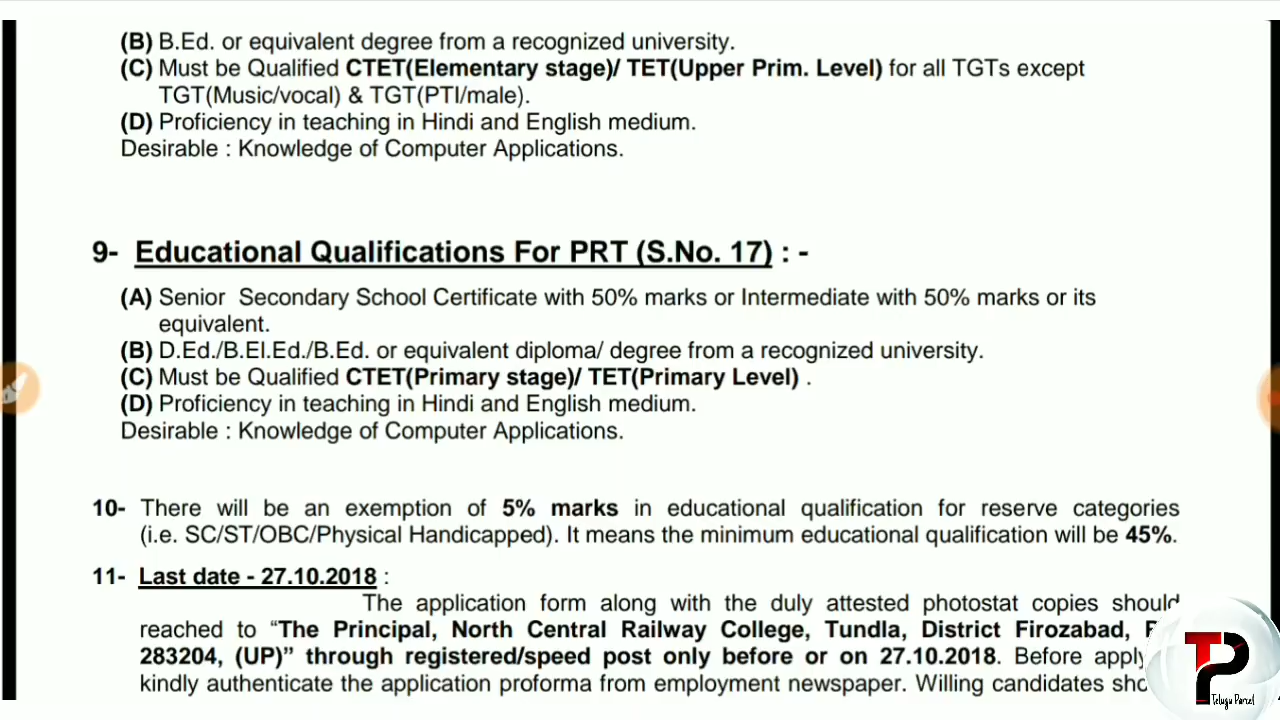 (B) B.Ed. or equivalent degree from a recognized university.
(C) Must be Qualified CTET(Elementary stage)/ TET(Upper Prim. Level) for all TGTs except
TGT(Music/vocal) & TGT(PTI/male).
(D) Proficiency in teaching in Hindi and English medium.
Desirable : Knowledge of Computer Applications.
9- Educational Qualifications For PRT (S.No. 17) : -
(A) Senior Secondary School Certificate with 50% marks or Intermediate with 50% marks or its
equivalent.
(B) D.Ed./B.El.Ed./B.Ed. or equivalent diploma/ degree from a recognized university.
(C) Must be Qualified CTET(Primary stage)/ TET(Primary Level) .
(D) Proficiency in teaching in Hindi and English medium.
Desirable : Knowledge of Computer Applications.
10- There will be an exemption of 5% marks in educational qualification for reserve categories
(i.e. SC/ST/OBC/Physical Handicapped). It means the minimum educational qualification will be 45%.
11- Last date - 27.10.2018 :
The application form along with the duly attested photostat copies should
reached to “The Principal, North Central Railway College, Tundla, District Firozabad,
283204, (UP)” through registered/speed post only before or on 27.10.2018. Before
kindly authenticate the application proforma from employment newspaper. Willing candidates
TP
Telugu Parcel